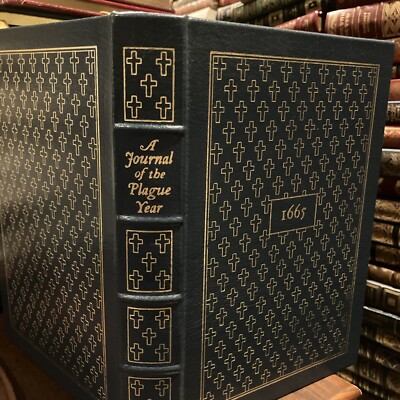 A
Journal
of the
Plague
Year
1665